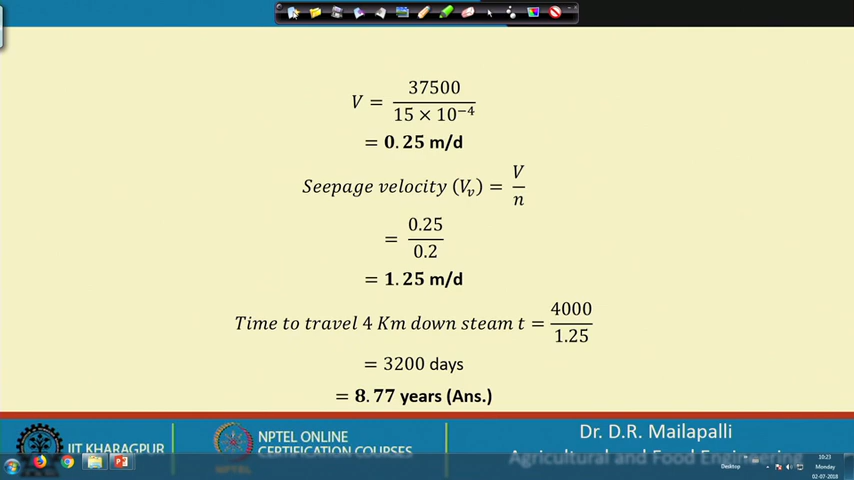 V = 37500 / 15 × 10⁻⁴
= 0.25 m/d
Seepage velocity (Vᵥ) = V / n
= 0.25 / 0.2
= 1.25 m/d
Time to travel 4 Km down steam t = 4000 / 1.25
= 3200 days
= 8.77 years (Ans.)
IIT KHARAGPUR
NPTEL ONLINE
CERTIFICATION COURSES
Dr. D.R. Mailapalli
Agricultural and Food Engineering
Desktop
10:23
Monday
02-07-2018